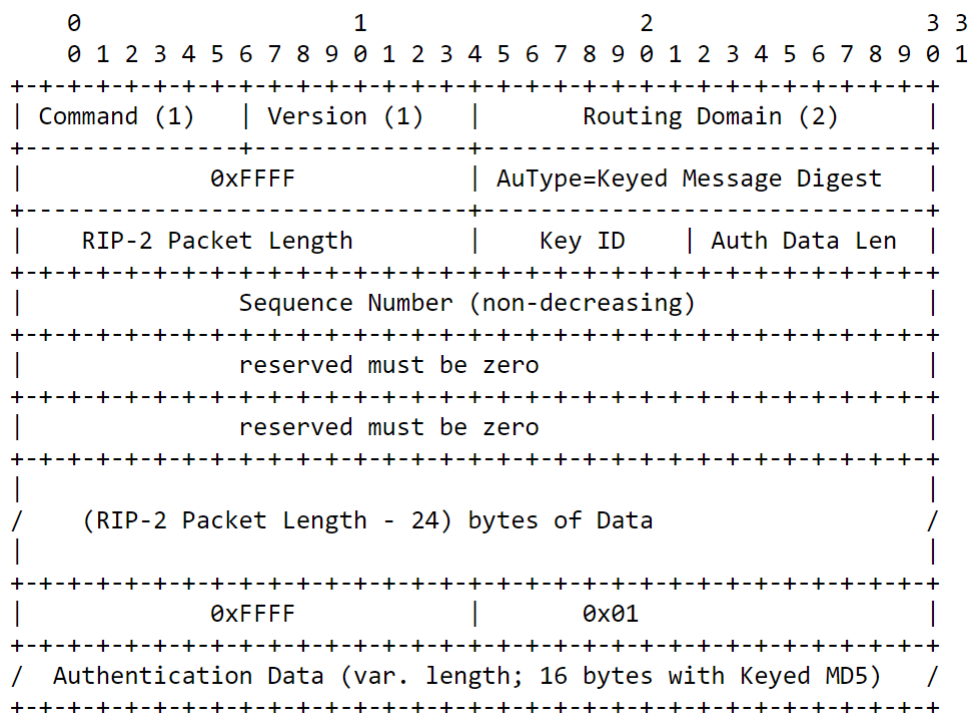 0                   1                   2                   3 3
    0 1 2 3 4 5 6 7 8 9 0 1 2 3 4 5 6 7 8 9 0 1 2 3 4 5 6 7 8 9 0 1
+-+-+-+-+-+-+-+-+-+-+-+-+-+-+-+-+-+-+-+-+-+-+-+-+-+-+-+-+-+-+-+-+
| Command (1)   | Version (1)   |       Routing Domain (2)      |
+---------------+---------------+-------------------------------+
|             0xFFFF            | AuType=Keyed Message Digest   |
+-------------------------------+-------------------------------+
|    RIP-2 Packet Length        |    Key ID    | Auth Data Len  |
+-+-+-+-+-+-+-+-+-+-+-+-+-+-+-+-+-+-+-+-+-+-+-+-+-+-+-+-+-+-+-+-+
|               Sequence Number (non-decreasing)                |
+-+-+-+-+-+-+-+-+-+-+-+-+-+-+-+-+-+-+-+-+-+-+-+-+-+-+-+-+-+-+-+-+
|               reserved must be zero                           |
+-+-+-+-+-+-+-+-+-+-+-+-+-+-+-+-+-+-+-+-+-+-+-+-+-+-+-+-+-+-+-+-+
|               reserved must be zero                           |
+-+-+-+-+-+-+-+-+-+-+-+-+-+-+-+-+-+-+-+-+-+-+-+-+-+-+-+-+-+-+-+-+
|                                                               |
/    (RIP-2 Packet Length - 24) bytes of Data                   /
|                                                               |
+-+-+-+-+-+-+-+-+-+-+-+-+-+-+-+-+-+-+-+-+-+-+-+-+-+-+-+-+-+-+-+-+
|             0xFFFF            |       0x01                    |
+-+-+-+-+-+-+-+-+-+-+-+-+-+-+-+-+-+-+-+-+-+-+-+-+-+-+-+-+-+-+-+-+
/  Authentication Data (var. length; 16 bytes with Keyed MD5)   /
+-+-+-+-+-+-+-+-+-+-+-+-+-+-+-+-+-+-+-+-+-+-+-+-+-+-+-+-+-+-+-+-+